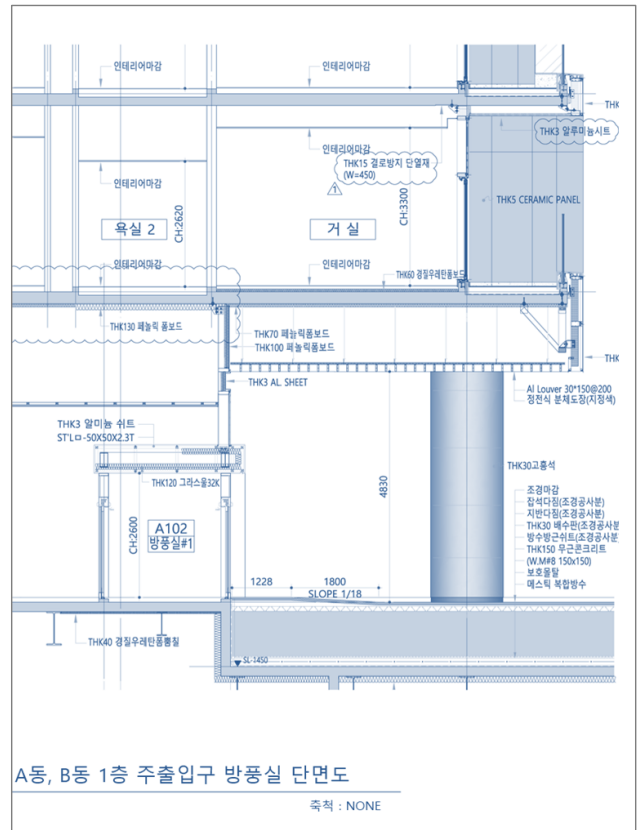 인테리어마감
인테리어마감
THK
인테리어마감
THK3 알루미늄시트
THK15 결로방지 단열재
(W=450)
1
인테리어마감
CH:2620
CH:3300
THK5 CERAMIC PANEL
욕실 2
거 실
인테리어마감
인테리어마감
THK60 경질우레탄폼보드
THK130 페놀릭 폼보드
THK70 페놀릭폼보드
THK100 페놀릭폼보드
THK
THK3 AL. SHEET
Al Louver 30*150@200
정전식 분체도장(지정색)
THK3 알미늄 쉬트
ST'Lㅁ-50X50X2.3T
THK120 그라스울32K
4830
THK30고흥석
CH:2600
A102
방풍실#1
조경마감
잡석다짐(조경공사분)
지반다짐(조경공사분)
THK30 배수판(조경공사분
방수방근쉬트(조경공사분
THK150 무근콘크리트
(W.M#8 150x150)
보호몰탈
메스틱 복합방수
1228
1800
SLOPE 1/18
THK40 경질우레탄폼뿜칠
SL-1450
A동, B동 1층 주출입구 방풍실 단면도
축척 : NONE